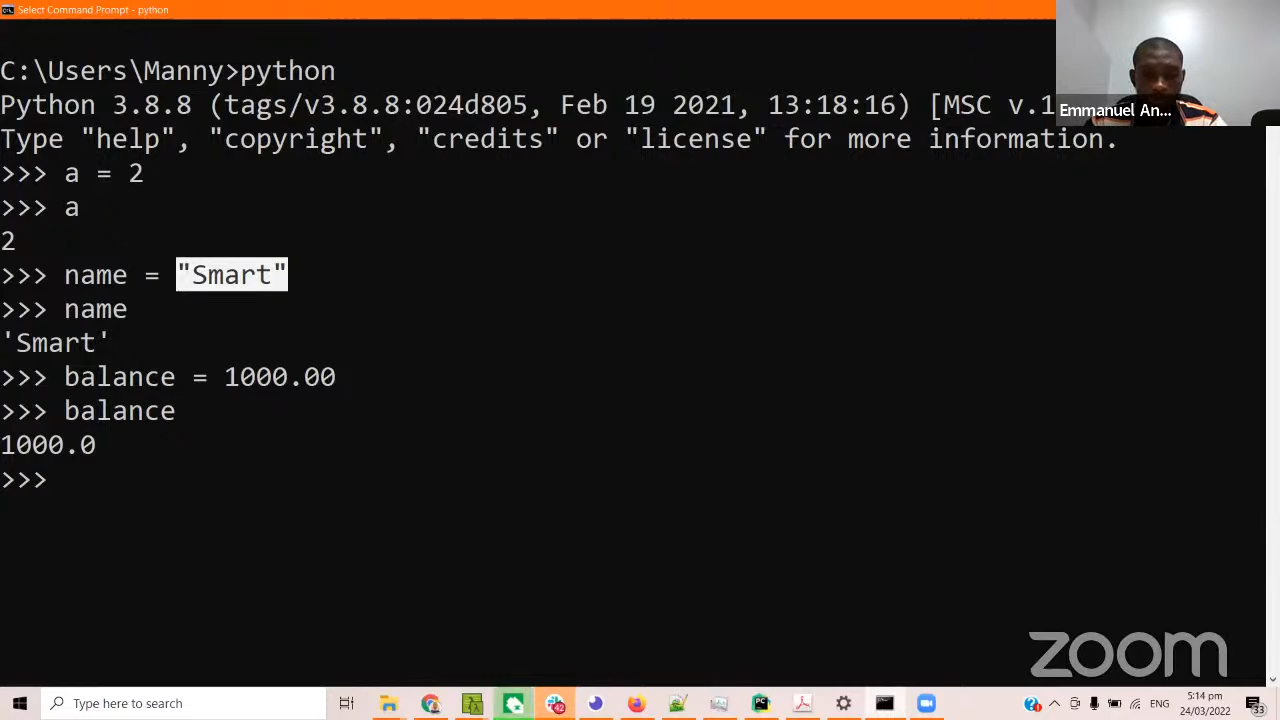 Select Command Prompt - python
C:\Users\Manny>python
Python 3.8.8 (tags/v3.8.8:024d805, Feb 19 2021, 13:18:16) [MSC v.1
Emmanuel An...
Type "help", "copyright", "credits" or "license" for more information.
>>> a = 2
>>> a
2
>>> name = "Smart"
>>> name
'Smart'
>>> balance = 1000.00
>>> balance
1000.0
>>>
zoom
Type here to search
ENG
5:14 pm
24/03/2022
33